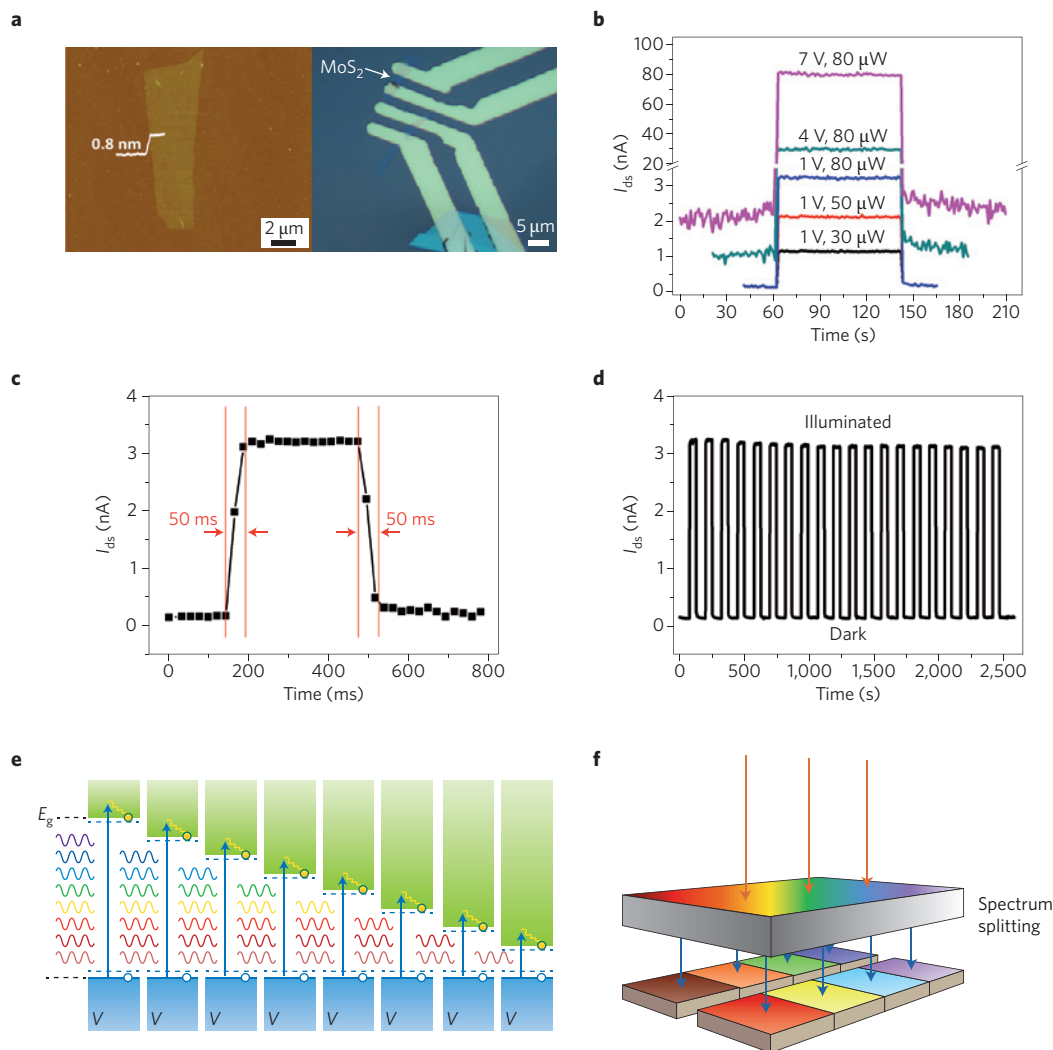 a
MoS₂
0.8 nm
2 µm
5 µm
b
I_ds (nA)
100
80
60
40
20
3
2
1
0
7 V, 80 µW
4 V, 80 µW
1 V, 80 µW
1 V, 50 µW
1 V, 30 µW
0 30 60 90 120 150 180 210
Time (s)
c
I_ds (nA)
4
3
2
1
0
50 ms
50 ms
0 200 400 600 800
Time (ms)
d
I_ds (nA)
4
3
2
1
0
Illuminated
Dark
0 500 1,000 1,500 2,000 2,500
Time (s)
e
E_g
V V V V V V V V
f
Spectrum
splitting